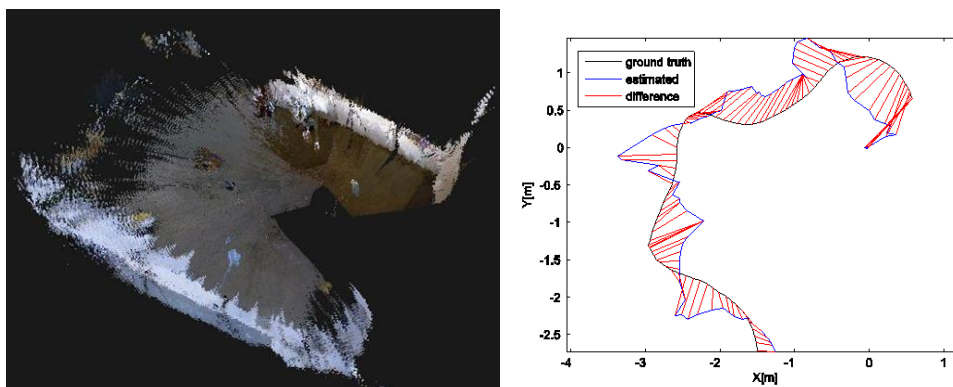 ground truth
estimated
difference
1
0.5
0
-0.5
-1
-1.5
-2
-2.5
Y[m]
-4 -3 -2 -1 0 1
X[m]